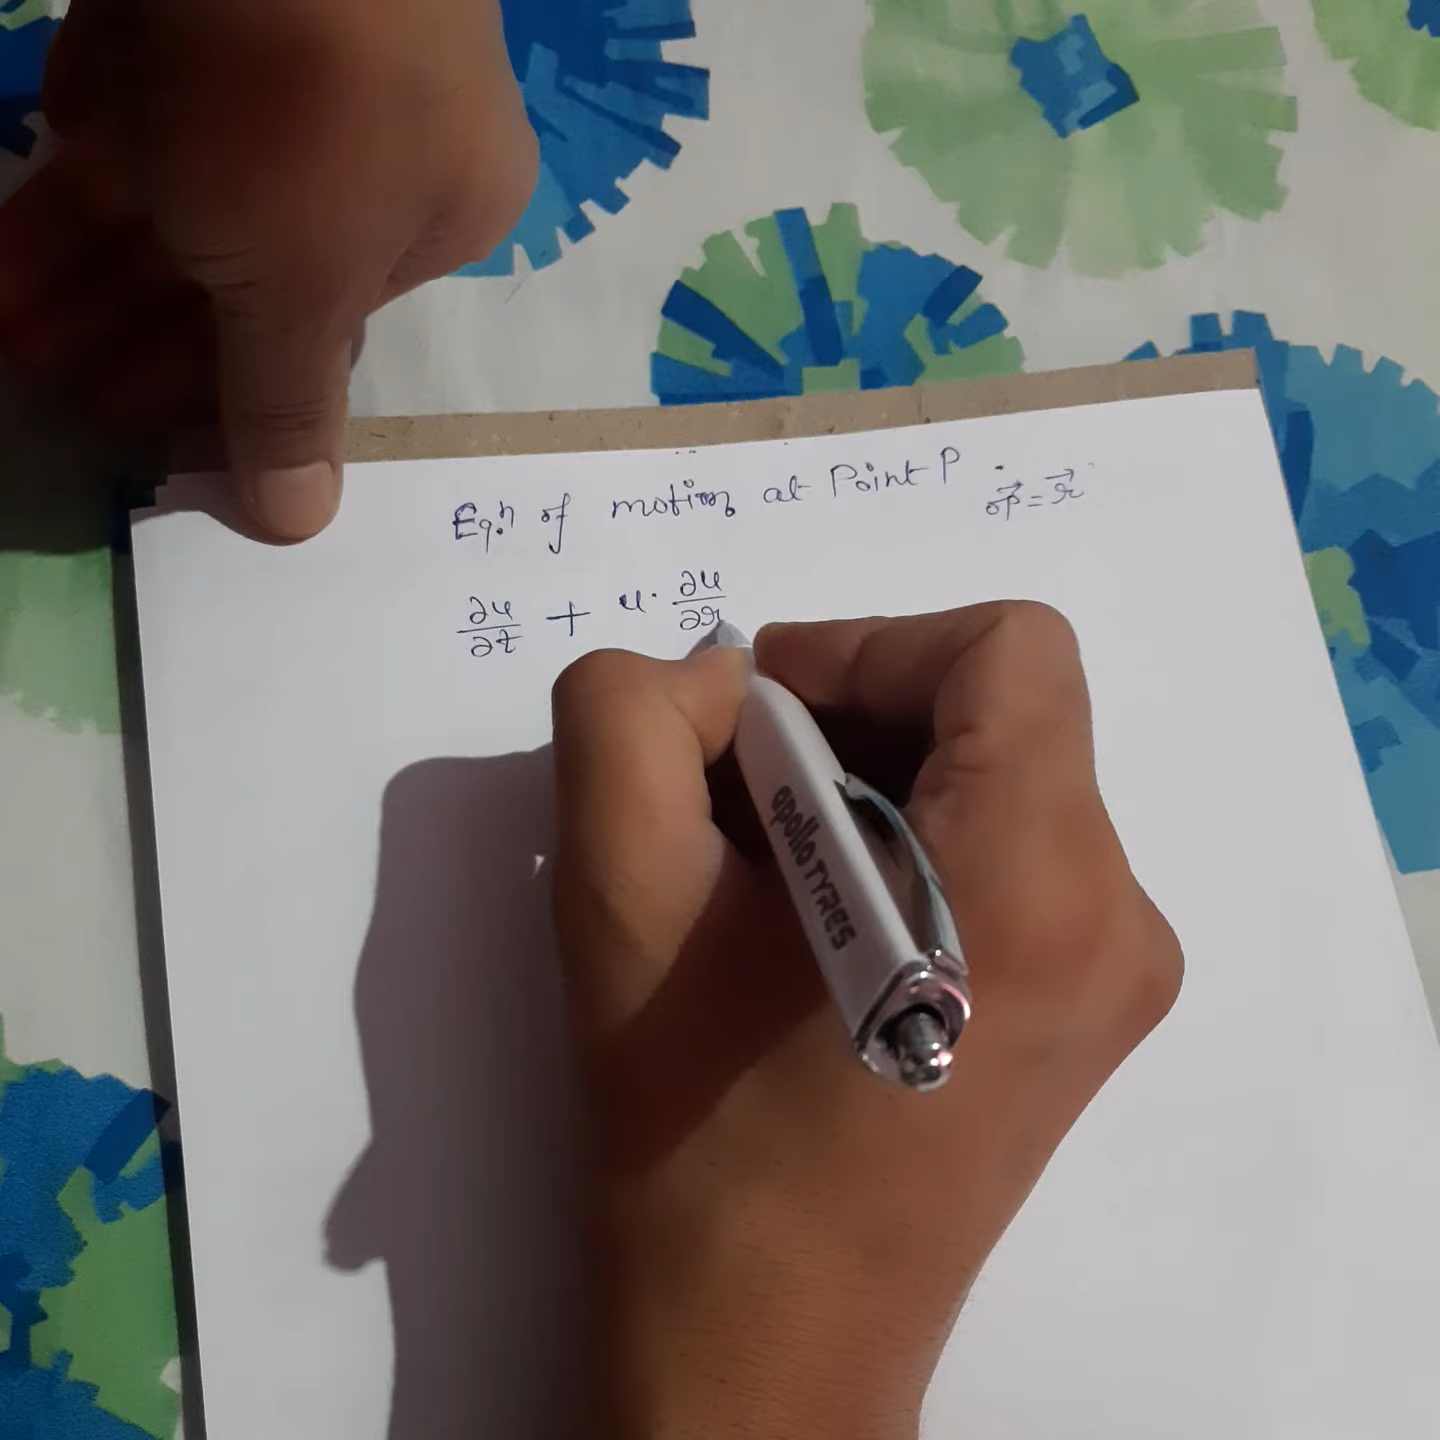 Eq.n of motion at Point P
→OP = →r
∂u/∂t + u. ∂u/∂r
apollo TYRES